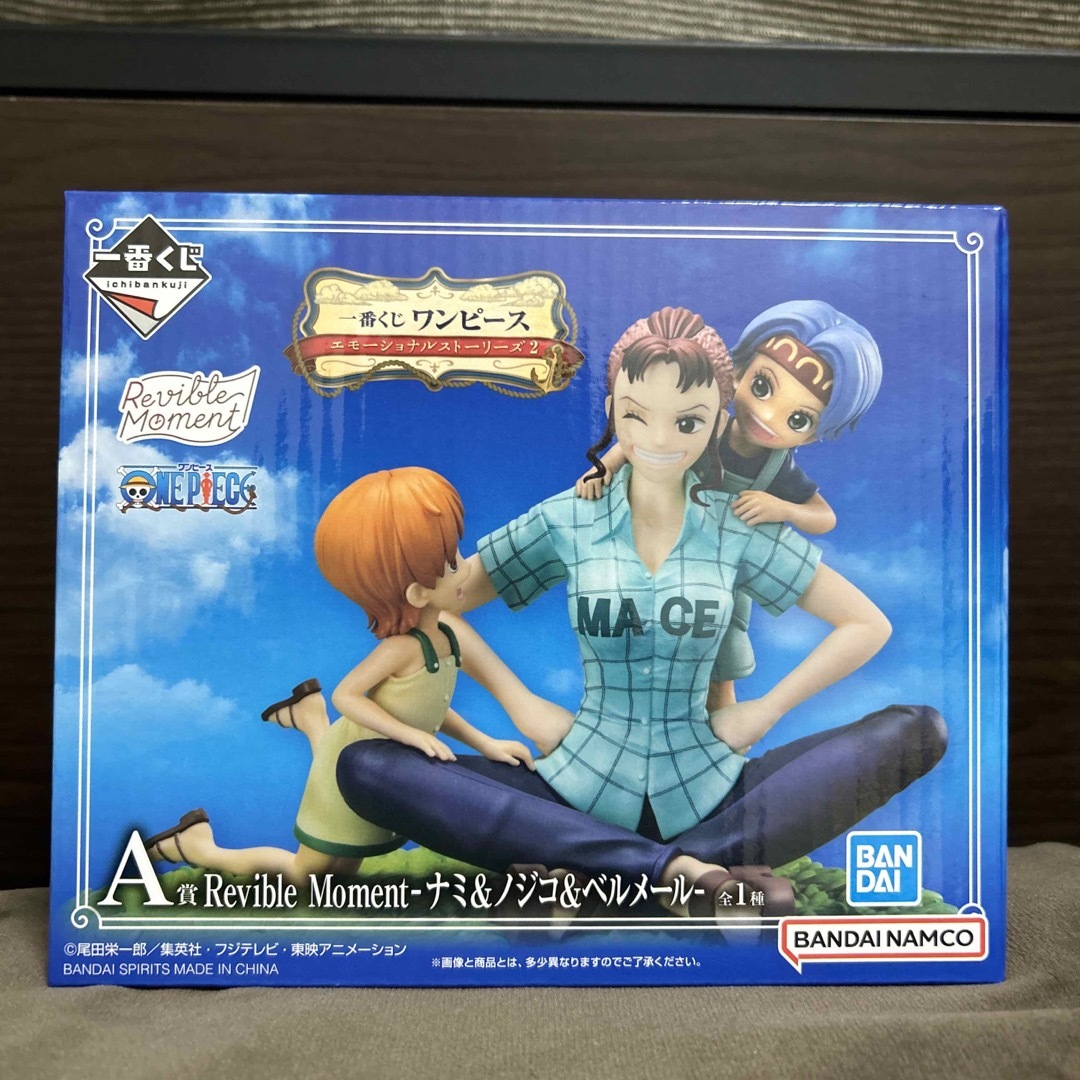 一番くじ
ichibankuji
一番くじ ワンピース
エモーショナルストーリーズ2
Revible
Moment
ワンピース
ONE PIECE
MA CE
A賞 Revible Moment-ナミ&ノジコ&ベルメール- 全1種
BAN
DAI
BANDAI NAMCO
©尾田栄一郎／集英社・フジテレビ・東映アニメーション
BANDAI SPIRITS MADE IN CHINA
※画像と商品とは、多少異なりますのでご了承ください。